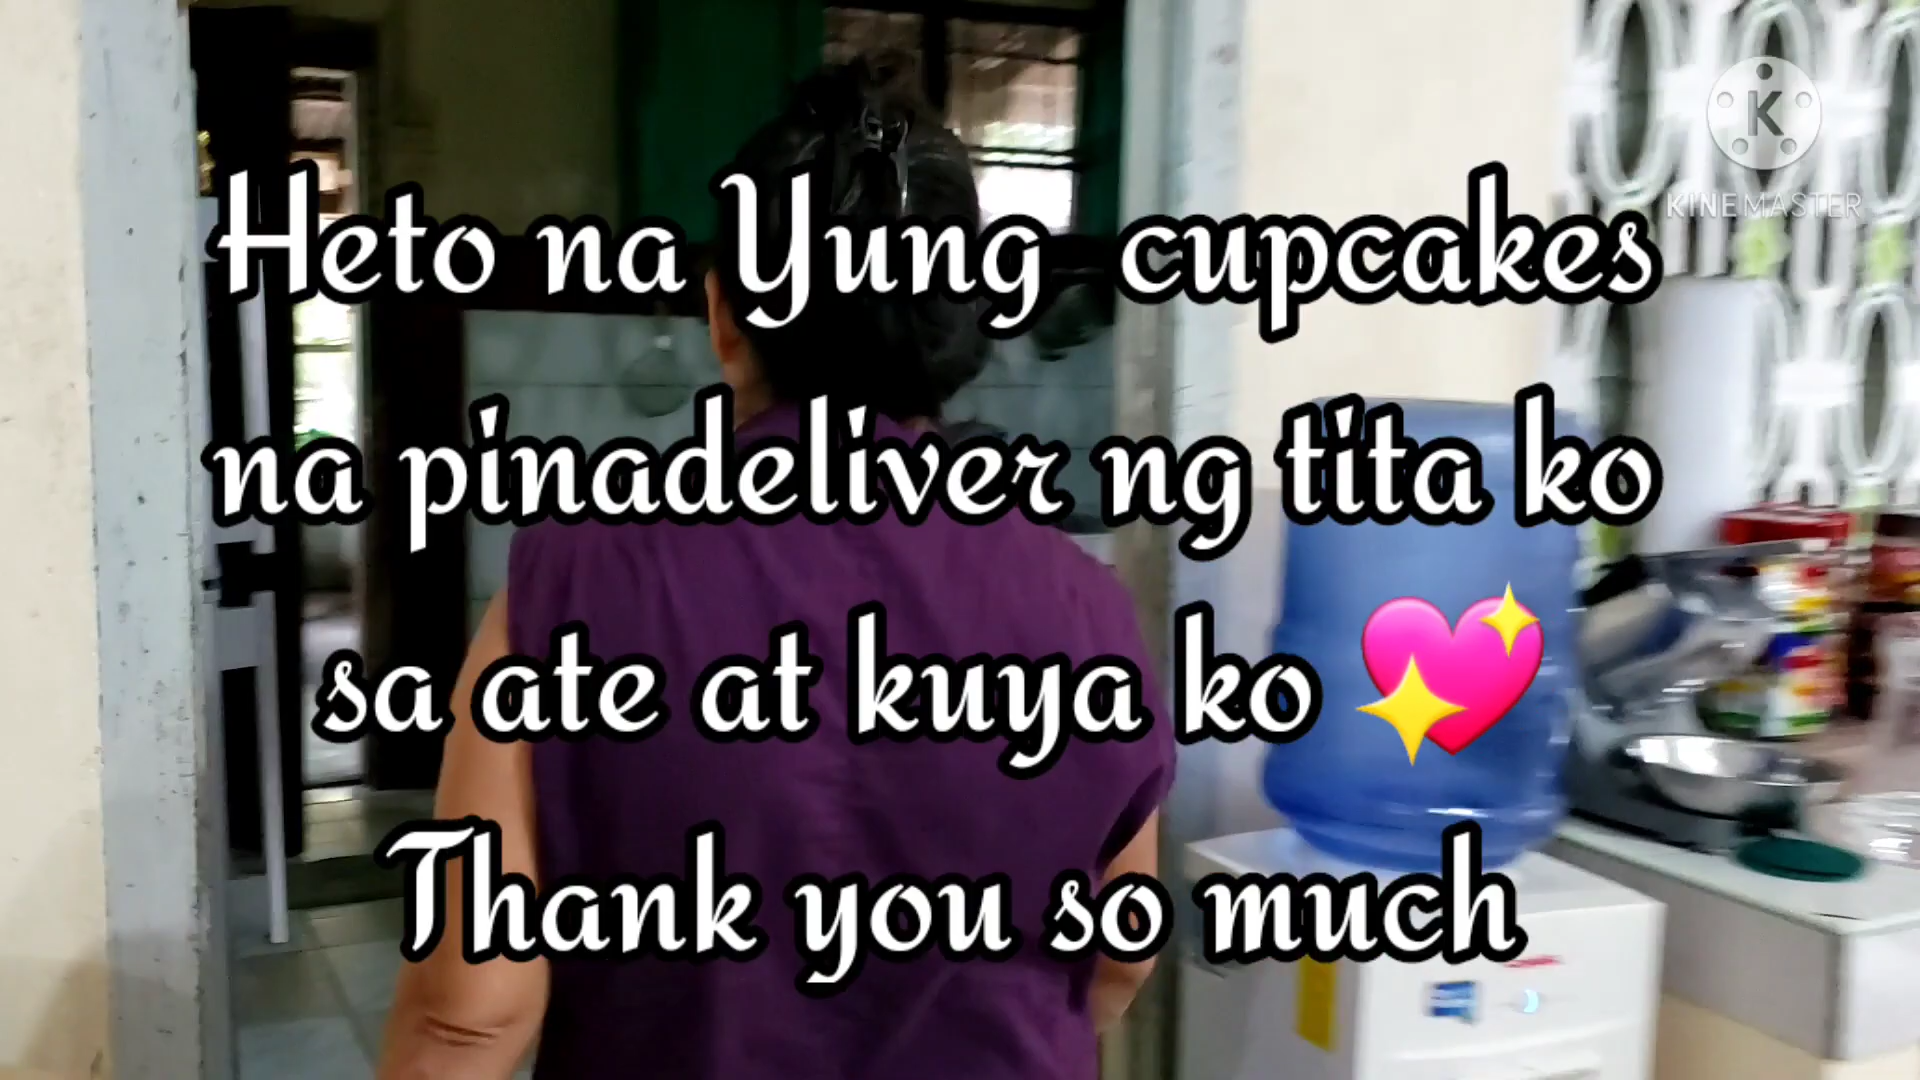 KINEMASTER
Heto na Yung cupcakes
na pinadeliver ng tita ko
sa ate at kuya ko 💖
Thank you so much